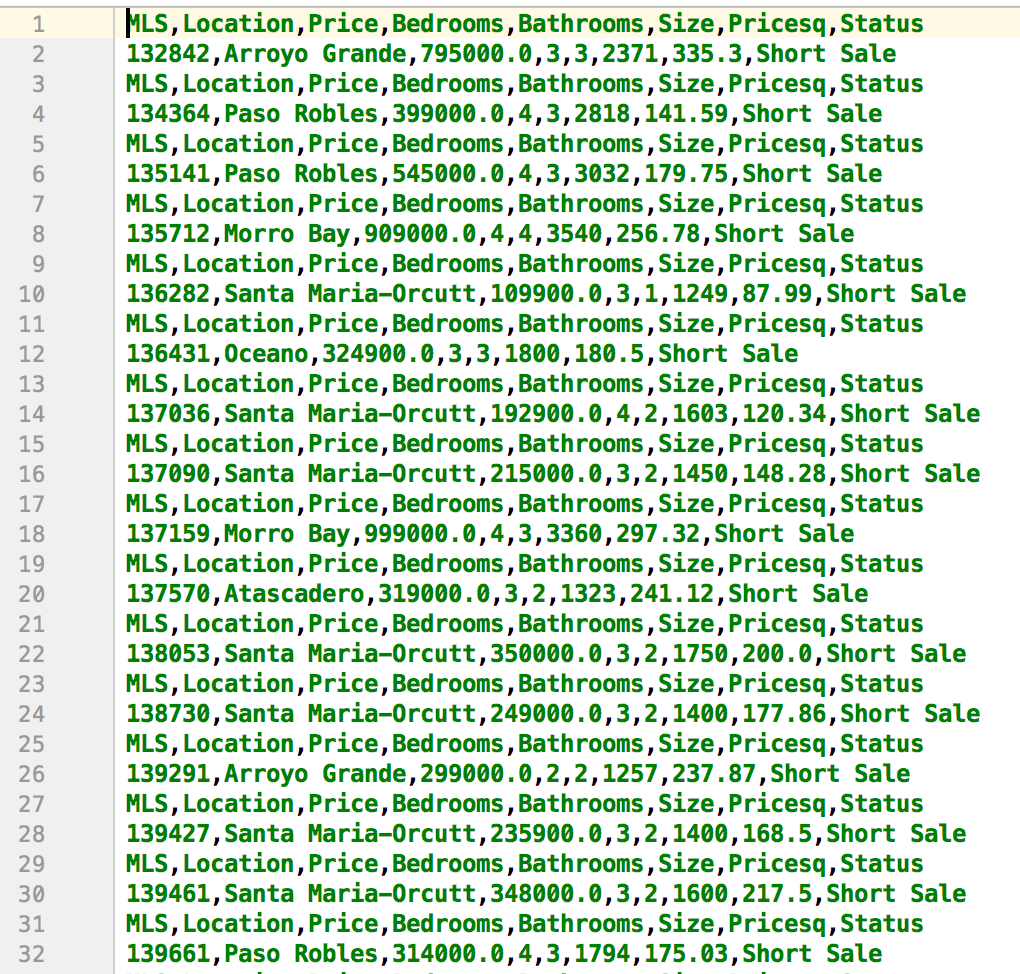 1 MLS,Location,Price,Bedrooms,Bathrooms,Size,Pricesq,Status
2 132842,Arroyo Grande,795000.0,3,3,2371,335.3,Short Sale
3 MLS,Location,Price,Bedrooms,Bathrooms,Size,Pricesq,Status
4 134364,Paso Robles,399000.0,4,3,2818,141.59,Short Sale
5 MLS,Location,Price,Bedrooms,Bathrooms,Size,Pricesq,Status
6 135141,Paso Robles,545000.0,4,3,3032,179.75,Short Sale
7 MLS,Location,Price,Bedrooms,Bathrooms,Size,Pricesq,Status
8 135712,Morro Bay,909000.0,4,4,3540,256.78,Short Sale
9 MLS,Location,Price,Bedrooms,Bathrooms,Size,Pricesq,Status
10 136282,Santa Maria-Orcutt,109900.0,3,1,1249,87.99,Short Sale
11 MLS,Location,Price,Bedrooms,Bathrooms,Size,Pricesq,Status
12 136431,Oceano,324900.0,3,3,1800,180.5,Short Sale
13 MLS,Location,Price,Bedrooms,Bathrooms,Size,Pricesq,Status
14 137036,Santa Maria-Orcutt,192900.0,4,2,1603,120.34,Short Sale
15 MLS,Location,Price,Bedrooms,Bathrooms,Size,Pricesq,Status
16 137090,Santa Maria-Orcutt,215000.0,3,2,1450,148.28,Short Sale
17 MLS,Location,Price,Bedrooms,Bathrooms,Size,Pricesq,Status
18 137159,Morro Bay,999000.0,4,3,3360,297.32,Short Sale
19 MLS,Location,Price,Bedrooms,Bathrooms,Size,Pricesq,Status
20 137570,Atascadero,319000.0,3,2,1323,241.12,Short Sale
21 MLS,Location,Price,Bedrooms,Bathrooms,Size,Pricesq,Status
22 138053,Santa Maria-Orcutt,350000.0,3,2,1750,200.0,Short Sale
23 MLS,Location,Price,Bedrooms,Bathrooms,Size,Pricesq,Status
24 138730,Santa Maria-Orcutt,249000.0,3,2,1400,177.86,Short Sale
25 MLS,Location,Price,Bedrooms,Bathrooms,Size,Pricesq,Status
26 139291,Arroyo Grande,299000.0,2,2,1257,237.87,Short Sale
27 MLS,Location,Price,Bedrooms,Bathrooms,Size,Pricesq,Status
28 139427,Santa Maria-Orcutt,235900.0,3,2,1400,168.5,Short Sale
29 MLS,Location,Price,Bedrooms,Bathrooms,Size,Pricesq,Status
30 139461,Santa Maria-Orcutt,348000.0,3,2,1600,217.5,Short Sale
31 MLS,Location,Price,Bedrooms,Bathrooms,Size,Pricesq,Status
32 139661,Paso Robles,314000.0,4,3,1794,175.03,Short Sale